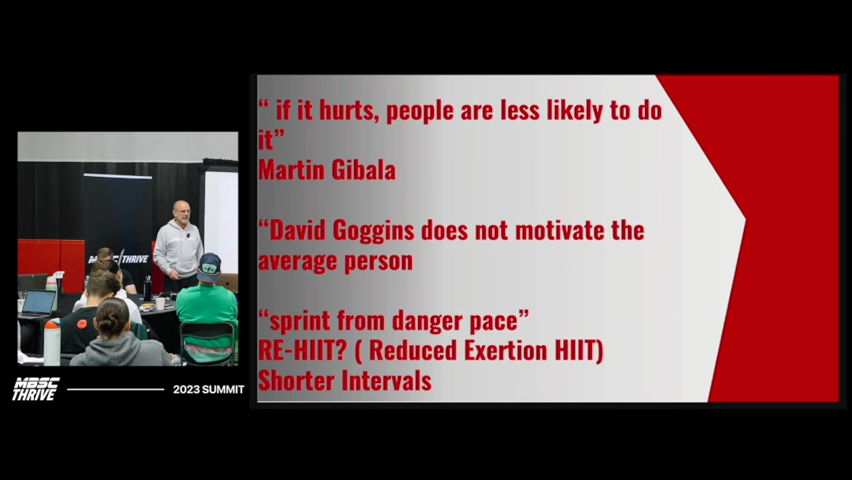 “ if it hurts, people are less likely to do
it”
Martin Gibala
“David Goggins does not motivate the
average person
“sprint from danger pace”
RE-HIIT? ( Reduced Exertion HIIT)
Shorter Intervals
MBSC THRIVE
MBSC
THRIVE
2023 SUMMIT